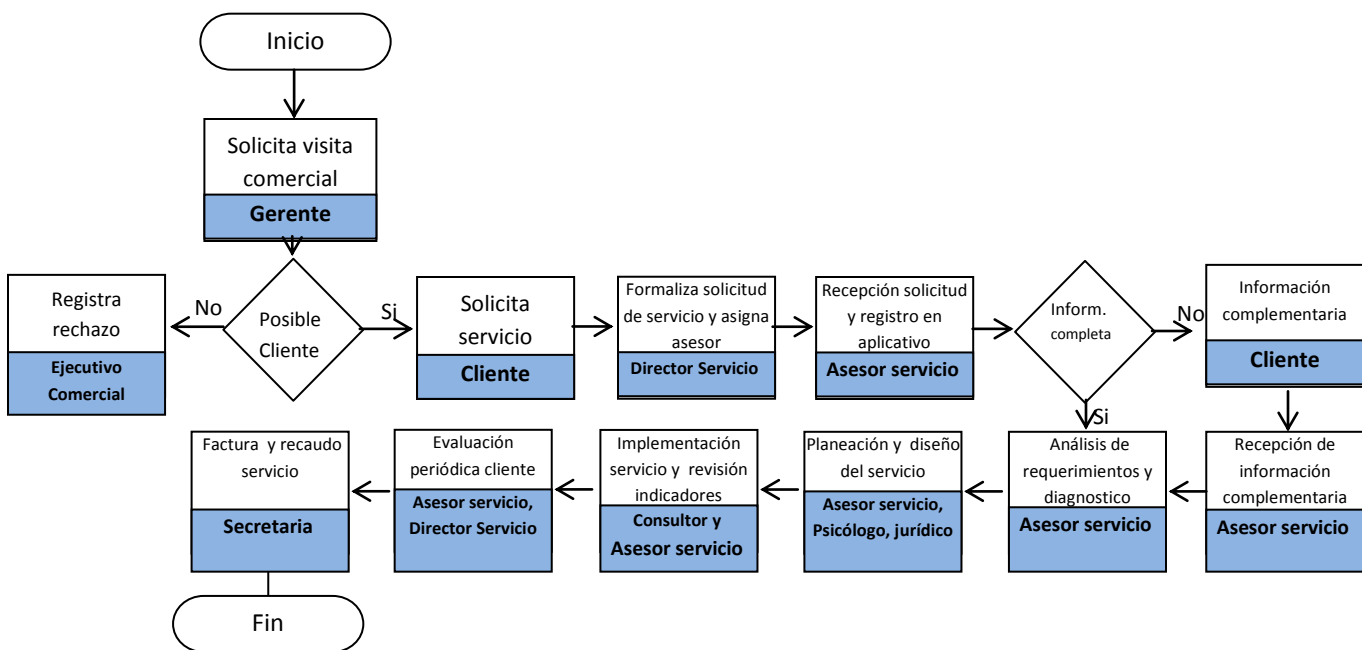 Inicio
Solicita visita
comercial
Gerente
Registra
rechazo
Ejecutivo
Comercial
No
Posible
Cliente
Si
Solicita
servicio
Cliente
Formaliza solicitud
de servicio y asigna
asesor
Director Servicio
Recepción solicitud
y registro en
aplicativo
Asesor servicio
Inform.
completa
No
Información
complementaria
Cliente
Si
Recepción de
información
complementaria
Asesor servicio
Análisis de
requerimientos y
diagnostico
Asesor servicio
Planeación y diseño
del servicio
Asesor servicio,
Psicólogo, jurídico
Implementación
servicio y revisión
indicadores
Consultor y
Asesor servicio
Evaluación
periódica cliente
Asesor servicio,
Director Servicio
Factura y recaudo
servicio
Secretaria
Fin